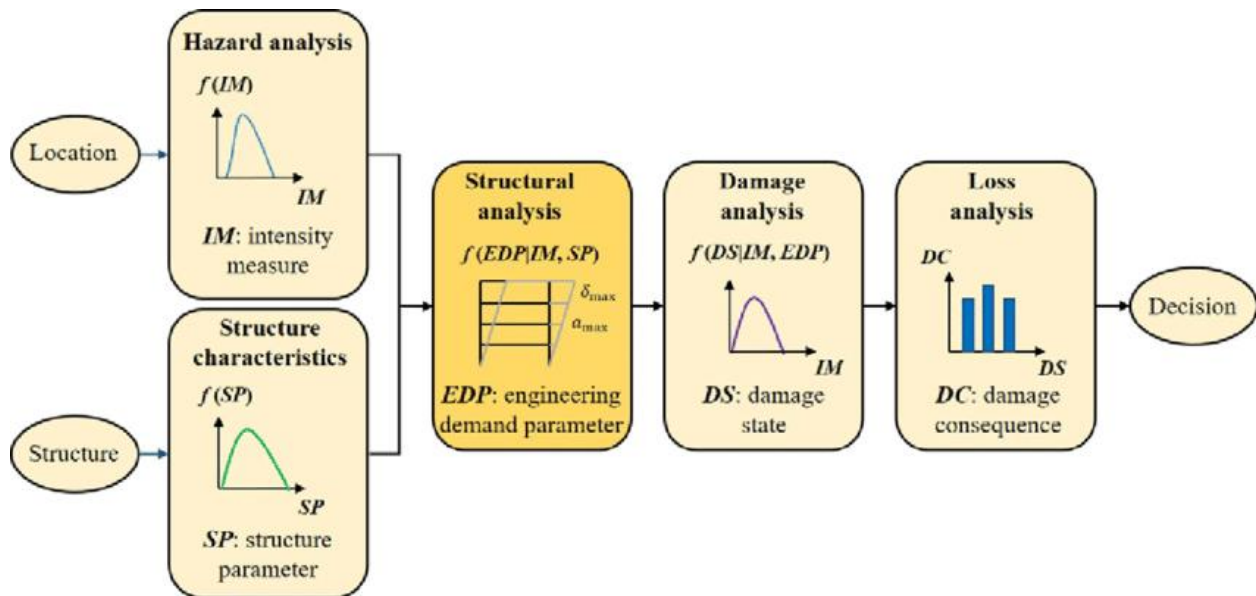 Location
Hazard analysis
f (IM)
IM
IM: intensity
measure
Structure
Structure
characteristics
f (SP)
SP
SP: structure
parameter
Structural
analysis
f (EDP|IM, SP)
δmax
amax
EDP: engineering
demand parameter
Damage
analysis
f (DS|IM, EDP)
IM
DS: damage
state
Loss
analysis
DC
DS
DC: damage
consequence
Decision